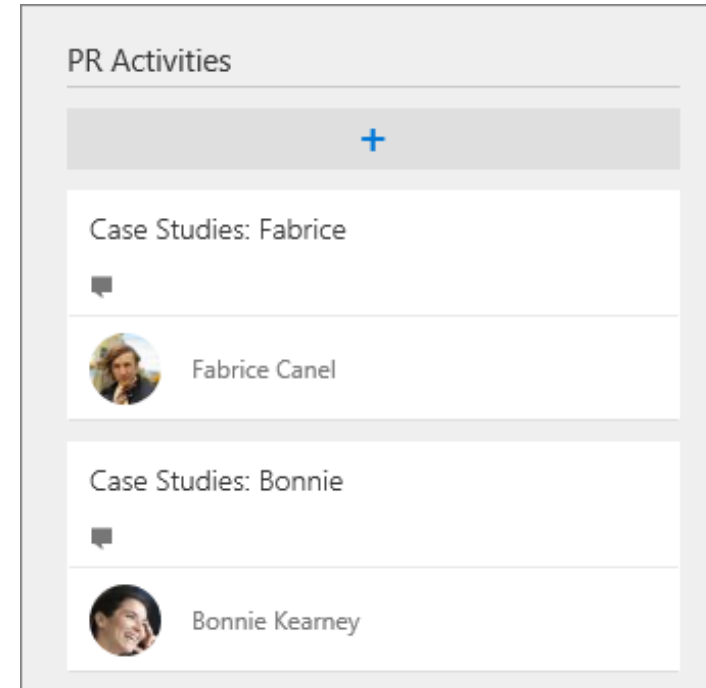 PR Activities
+
Case Studies: Fabrice
Fabrice Canel
Case Studies: Bonnie
Bonnie Kearney